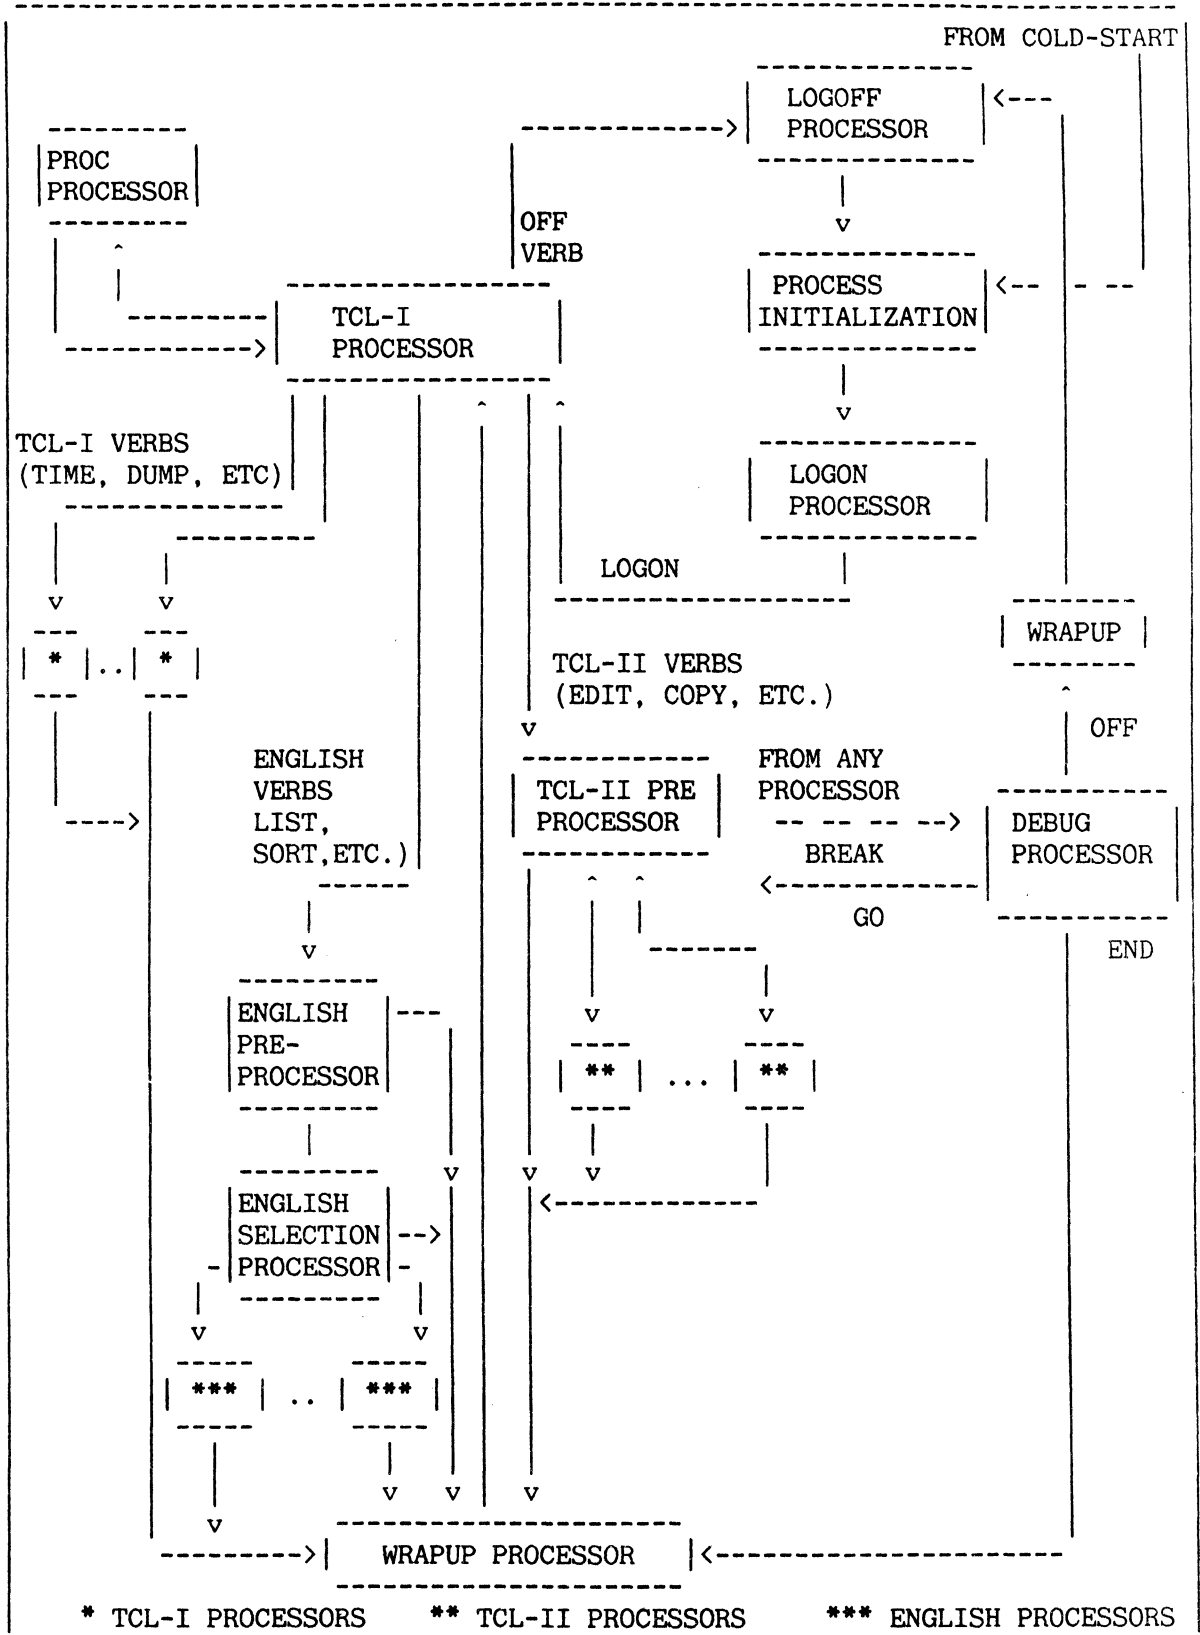 FROM COLD-START
LOGOFF
PROCESSOR
PROC
PROCESSOR
OFF
VERB
PROCESS
INITIALIZATION
TCL-I
PROCESSOR
TCL-I VERBS
(TIME, DUMP, ETC)
LOGON
PROCESSOR
LOGON
WRAPUP
* .. *
TCL-II VERBS
(EDIT, COPY, ETC.)
OFF
ENGLISH
VERBS
LIST,
SORT,ETC.)
TCL-II PRE
PROCESSOR
FROM ANY
PROCESSOR
BREAK
GO
DEBUG
PROCESSOR
END
ENGLISH
PRE-
PROCESSOR
** ... **
ENGLISH
SELECTION
PROCESSOR
*** .. ***
WRAPUP PROCESSOR
* TCL-I PROCESSORS ** TCL-II PROCESSORS *** ENGLISH PROCESSORS